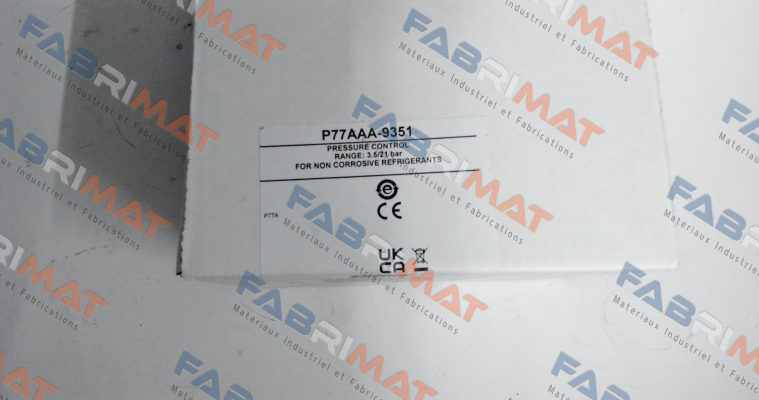 P77AAA-9351
PRESSURE CONTROL
RANGE: 3.5/21 bar
FOR NON CORROSIVE REFRIGERANTS
e
P77A
CE
UK
CA
FABRIMAT
Matériaux Industriel et Fabrications